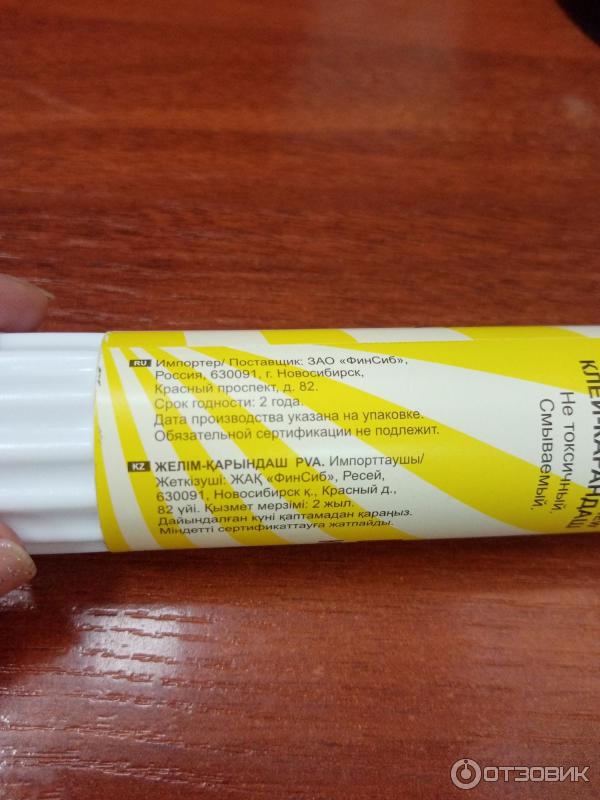 RU Импортер/ Поставщик: ЗАО «ФинСиб»,
Россия, 630091, г. Новосибирск,
Красный проспект, д. 82.
Срок годности: 2 года.
Дата производства указана на упаковке.
Обязательной сертификации не подлежит.
KZ ЖЕЛІМ-ҚАРЫНДАШ PVA. Импорттаушы/
Жеткізуші: ЖАҚ «ФинСиб», Ресей,
630091, Новосибирск қ., Красный д.,
82 үйі. Қызмет мерзімі: 2 жыл.
Дайындалған күні қаптамадан қараңыз.
Міндетті сертификаттауға жатпайды.
КЛЕЙ-КАРАНДАШ
Не токсичный.
Смываемый.
ОТЗОВИК